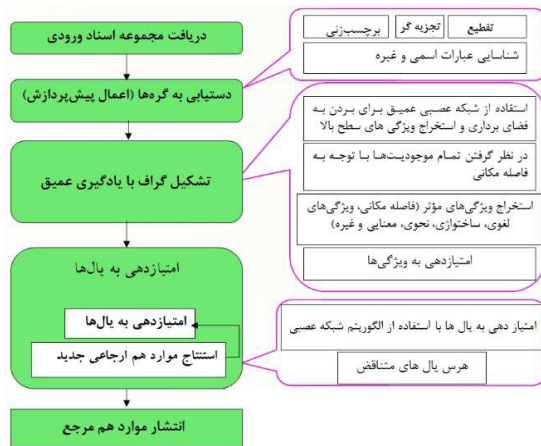 دریافت مجموعه اسناد ورودی
تقطیع
تجزیه گر
برچسب‌زنی
شناسایی عبارات اسمی و غیره
دستیابی به گره‌ها (اعمال پیش‌پردازش)
استفاده از شبکه عصبی عمیق برای بردن به
فضای برداری و استخراج ویژگی های سطح بالا
در نظر گرفتن تمام موجودیت‌ها با توجه به
فاصله مکانی
تشکیل گراف با یادگیری عمیق
استخراج ویژگی‌های مؤثر (فاصله مکانی، ویژگی‌های
لغوی، ساختواژی، نحوی، معنایی و غیره)
امتیازدهی به ویژگی‌ها
امتیازدهی به یال‌ها
امتیازدهی به یال‌ها
استنتاج موارد هم ارجاعی جدید
امتیاز دهی به یال ها با استفاده از الگوریتم شبکه عصبی
هرس یال های متناقض
انتشار موارد هم مرجع